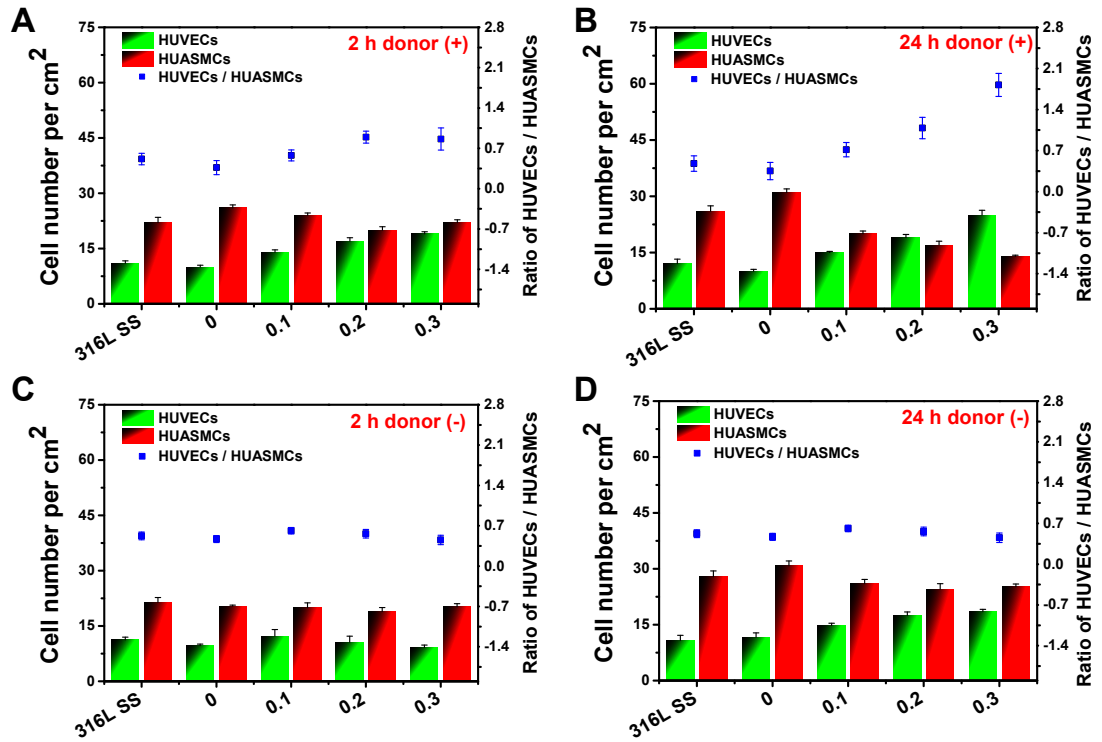 A
75
60
45
30
15
0
Cell number per cm2
HUVECs
HUASMCs
HUVECs / HUASMCs
2 h donor (+)
2.8
2.1
1.4
0.7
0.0
-0.7
-1.4
Ratio of HUVECs / HUASMCs
316L SS 0 0.1 0.2 0.3
B
75
60
45
30
15
0
Cell number per cm2
HUVECs
HUASMCs
HUVECs / HUASMCs
24 h donor (+)
2.8
2.1
1.4
0.7
0.0
-0.7
-1.4
Ratio of HUVECs / HUASMCs
316L SS 0 0.1 0.2 0.3
C
75
60
45
30
15
0
Cell number per cm2
HUVECs
HUASMCs
HUVECs / HUASMCs
2 h donor (-)
2.8
2.1
1.4
0.7
0.0
-0.7
-1.4
Ratio of HUVECs / HUASMCs
316L SS 0 0.1 0.2 0.3
D
75
60
45
30
15
0
Cell number per cm2
HUVECs
HUASMCs
HUVECs / HUASMCs
24 h donor (-)
2.8
2.1
1.4
0.7
0.0
-0.7
-1.4
Ratio of HUVECs / HUASMCs
316L SS 0 0.1 0.2 0.3